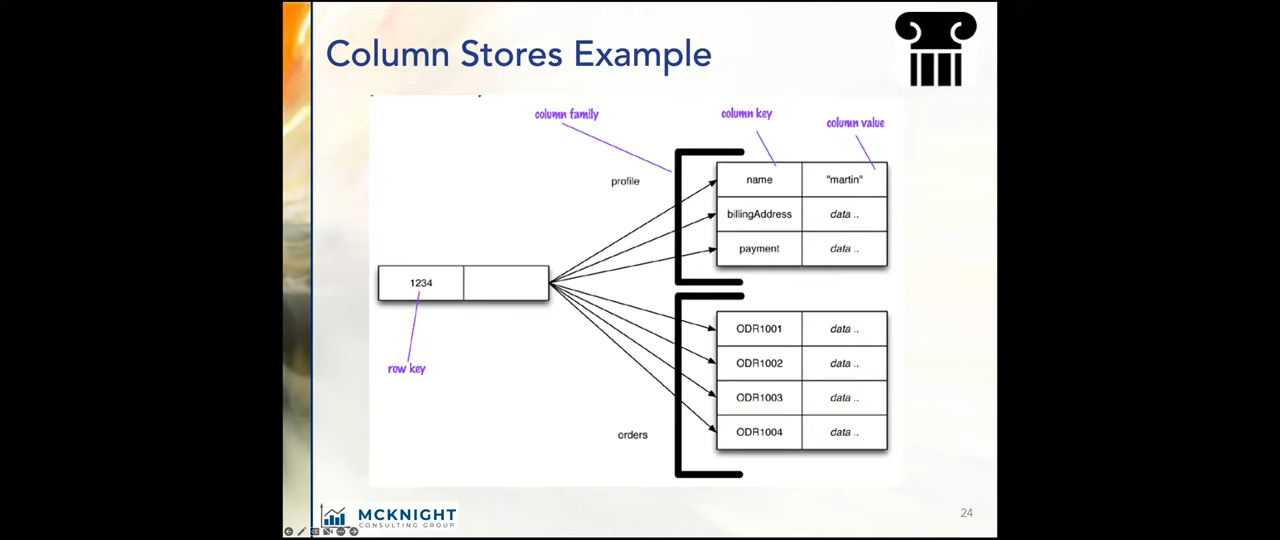 Column Stores Example
column family
column key
column value
profile
name
"martin"
billingAddress
data ..
payment
data ..
1234
row key
ODR1001
data ..
ODR1002
data ..
ODR1003
data ..
ODR1004
data ..
orders
MCKNIGHT
CONSULTING GROUP
24